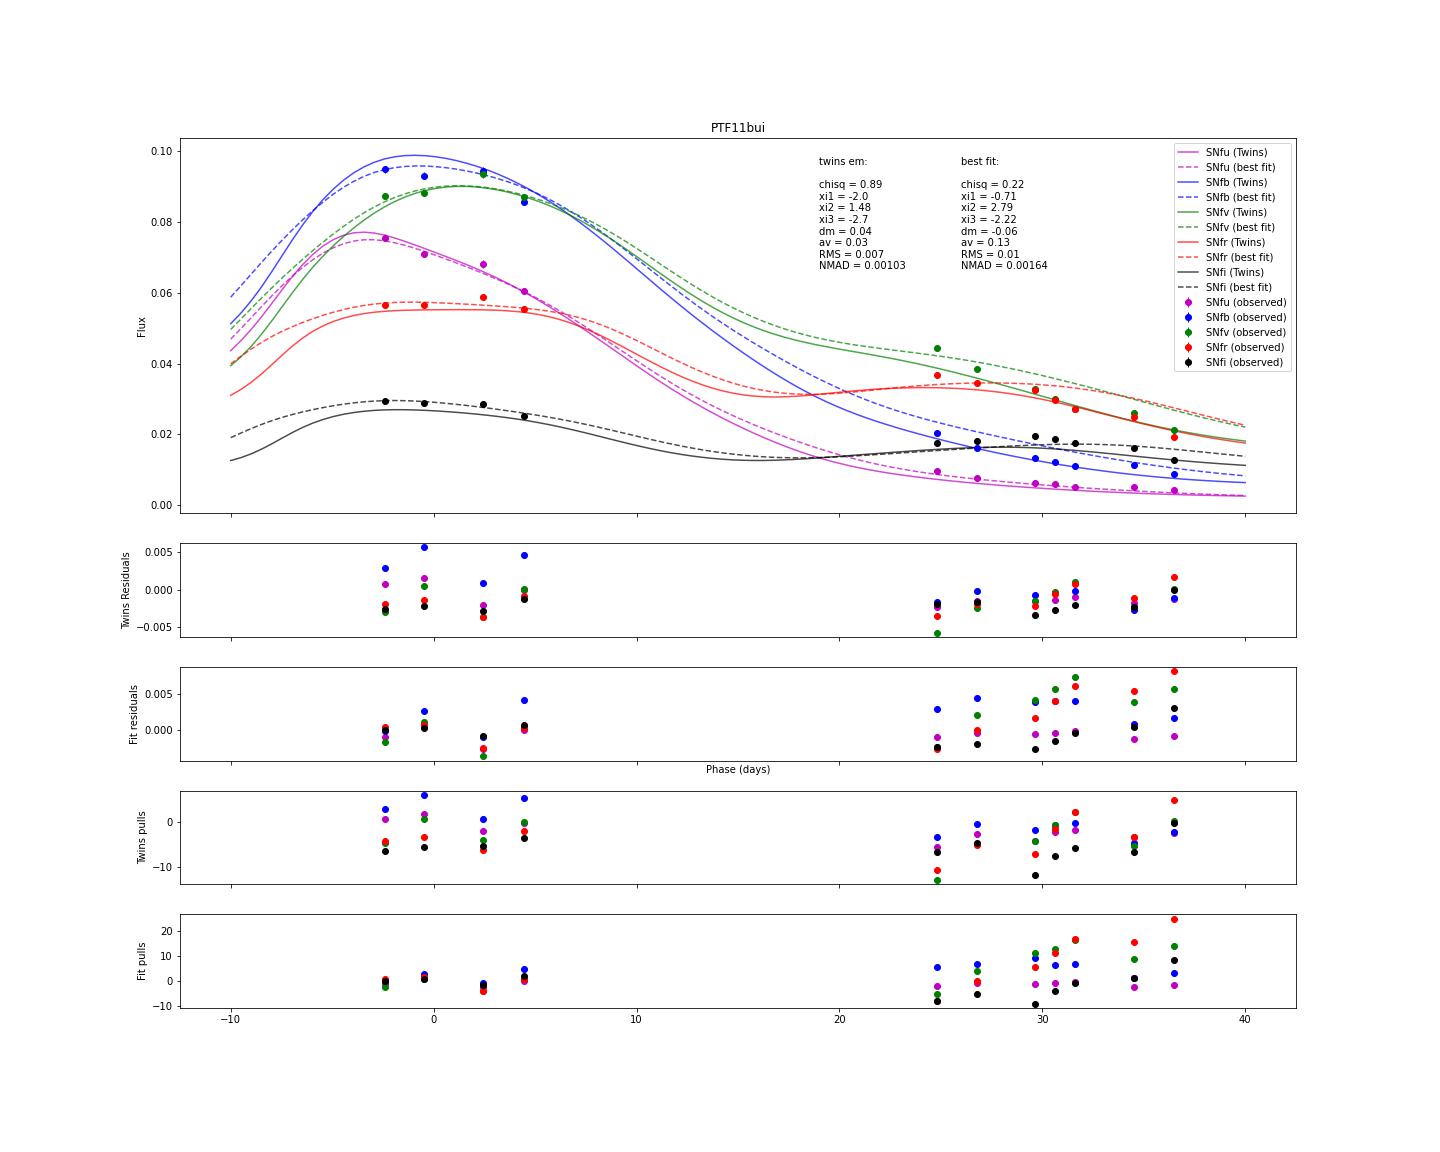 PTF11bui
0.10
0.08
0.06
0.04
0.02
0.00
Flux
twins em:
chisq = 0.89
xi1 = -2.0
xi2 = 1.48
xi3 = -2.7
dm = 0.04
av = 0.03
RMS = 0.007
NMAD = 0.00103
best fit:
chisq = 0.22
xi1 = -0.71
xi2 = 2.79
xi3 = -2.22
dm = -0.06
av = 0.13
RMS = 0.01
NMAD = 0.00164
SNfu (Twins)
SNfu (best fit)
SNfb (Twins)
SNfb (best fit)
SNfv (Twins)
SNfv (best fit)
SNfr (Twins)
SNfr (best fit)
SNfi (Twins)
SNfi (best fit)
SNfu (observed)
SNfb (observed)
SNfv (observed)
SNfr (observed)
SNfi (observed)
0.005
0.000
−0.005
Twins Residuals
0.005
0.000
Fit residuals
Phase (days)
0
−10
Twins pulls
20
10
0
−10
Fit pulls
−10
0
10
20
30
40